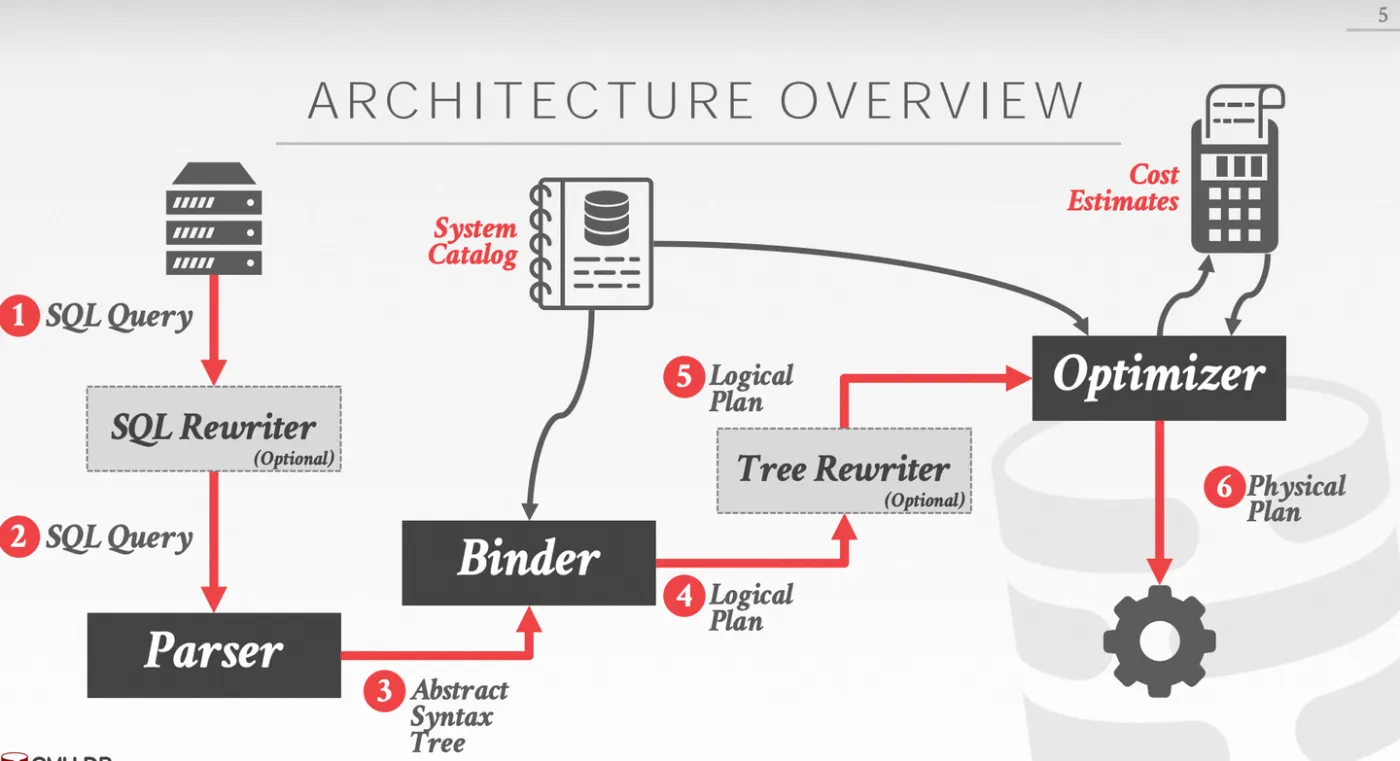 5
ARCHITECTURE OVERVIEW
Cost
Estimates
System
Catalog
1 SQL Query
SQL Rewriter
(Optional)
2 SQL Query
Parser
3 Abstract
Syntax
Tree
Binder
4 Logical
Plan
Tree Rewriter
(Optional)
5 Logical
Plan
Optimizer
6 Physical
Plan